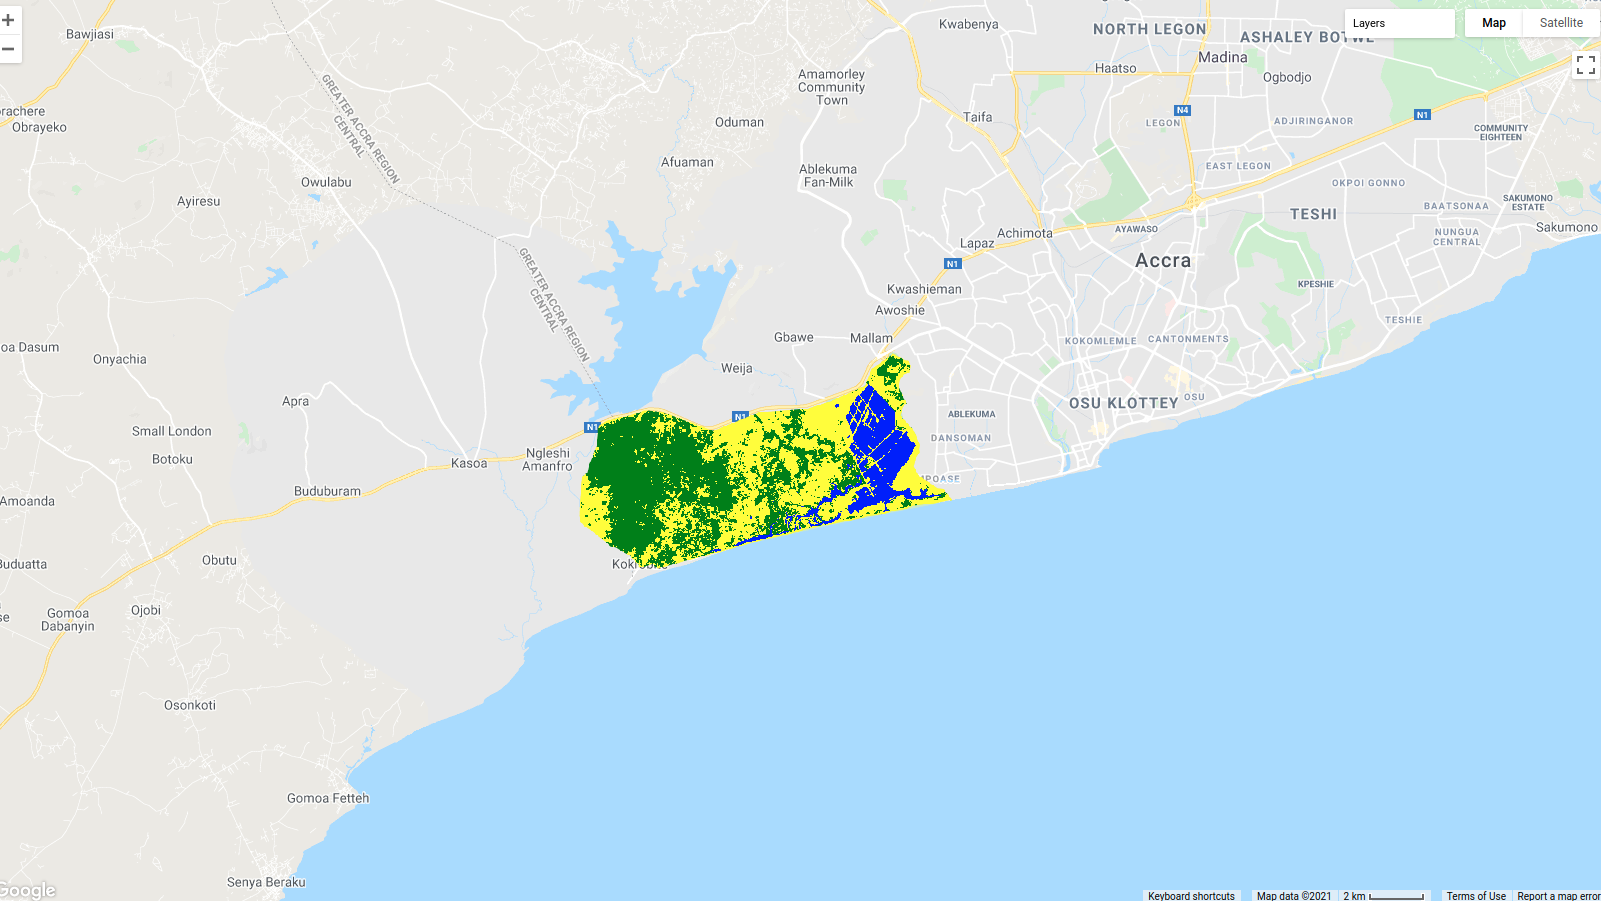 Bawjiasi
Kwabenya
NORTH LEGON
Layers
Map
Satellite
ASHALEY BOTWE
Madina
Haatso
Ogbodjo
Amamorley
Community
Town
GREATER ACCRA REGION
CENTRAL
Obrayeko
Oduman
Taifa
N4
LEGON
ADJIRINGANOR
N1
COMMUNITY
EIGHTEEN
Afuaman
Ablekuma
Fan-Milk
EAST LEGON
OKPOI GONNO
Owulabu
Ayiresu
TESHI
BAATSONAA
SAKUMONO
ESTATE
Sakumono
Achimota
AYAWASO
NUNGUA
CENTRAL
Lapaz
N1
Accra
GREATER ACCRA REGION
CENTRAL
Kwashieman
KPESHIE
Awoshie
TESHIE
Gbawe
Mallam
KOKOMLEMLE
CANTONMENTS
oa Dasum
Onyachia
Weija
Apra
OSU KLOTTEY
OSU
N1
N1
ABLEKUMA
DANSOMAN
Small London
Botoku
Kasoa
Ngleshi
Amanfro
MPOASE
Buduburam
Amoanda
Obutu
Buduatta
Ojobi
Gomoa
Dabanyin
Osonkoti
Gomoa Fetteh
Senya Beraku
Google
Keyboard shortcuts
Map data ©2021
2 km
Terms of Use
Report a map error